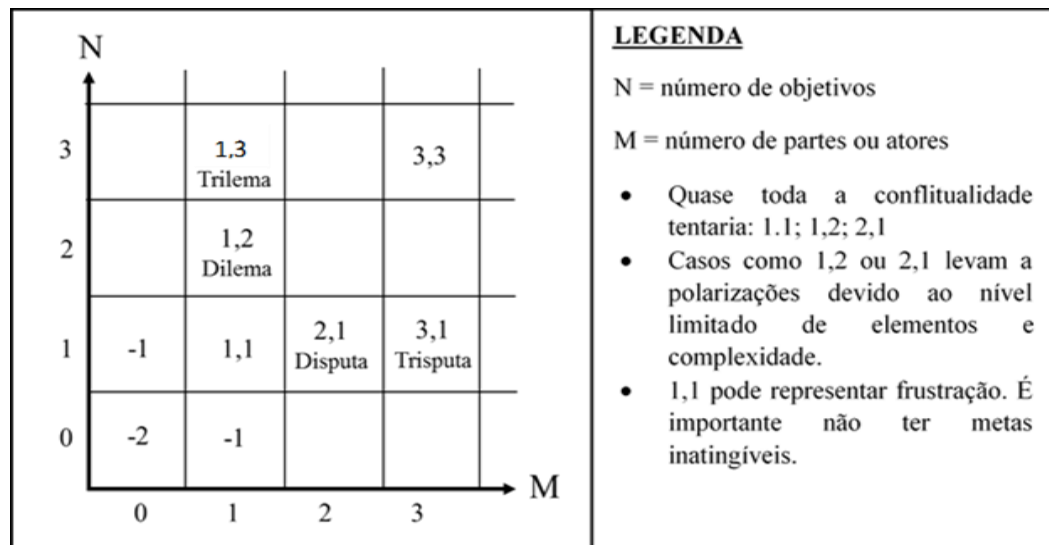 N
3
1,3
Trilema
3,3
2
1,2
Dilema
1
-1
1,1
2,1
Disputa
3,1
Trisputa
0
-2
-1
M
0
1
2
3
LEGENDA
N = número de objetivos
M = número de partes ou atores
• Quase toda a conflitualidade
tentaria: 1.1; 1,2; 2,1
• Casos como 1,2 ou 2,1 levam a
polarizações devido ao nível
limitado de elementos e
complexidade.
• 1,1 pode representar frustração. É
importante não ter metas
inatingíveis.